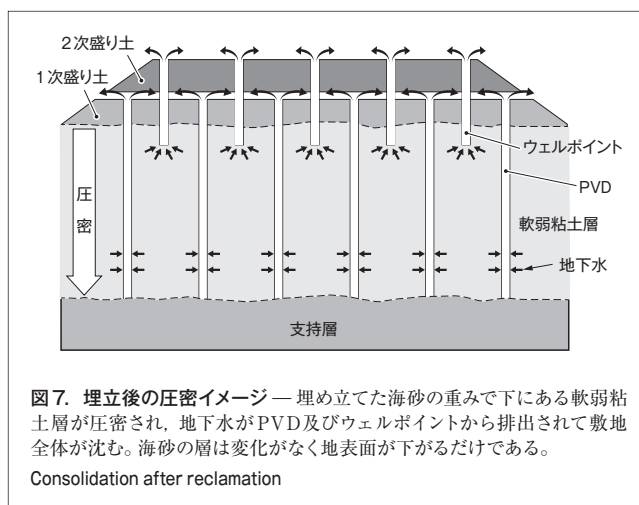 2次盛り土
1次盛り土
ウェルポイント
PVD
圧密
軟弱粘土層
地下水
支持層
図7．埋立後の圧密イメージ — 埋め立てた海砂の重みで下にある軟弱粘
土層が圧密され，地下水がPVD及びウェルポイントから排出されて敷地
全体が沈む。海砂の層は変化がなく地表面が下がるだけである。
Consolidation after reclamation